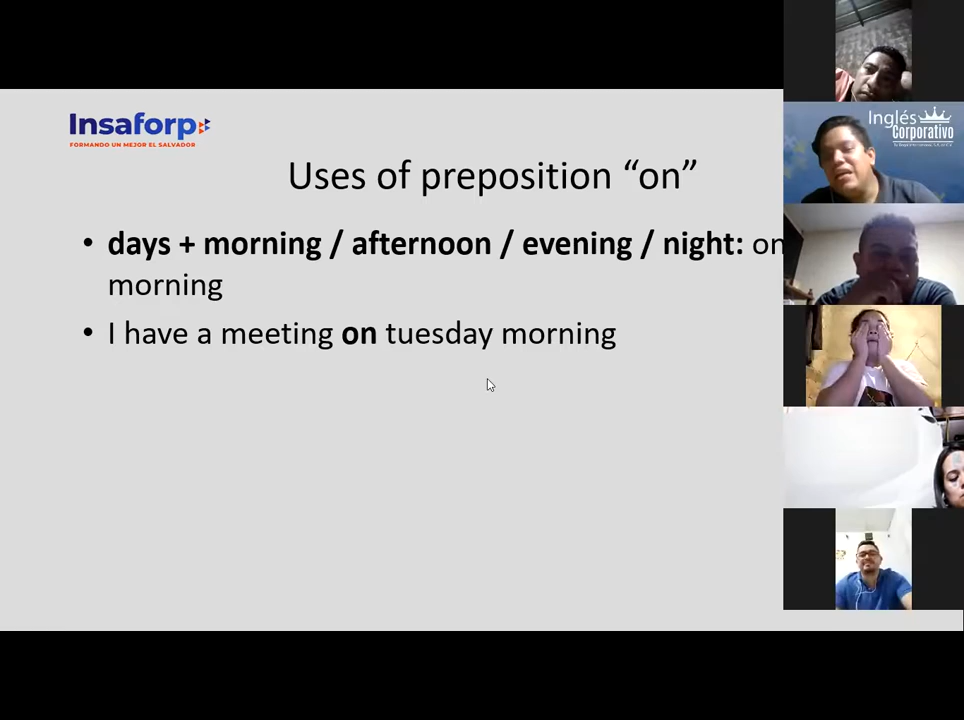 Insaforp
FORMANDO UN MEJOR EL SALVADOR
Inglés
Corporativo
Uses of preposition “on”
• days + morning / afternoon / evening / night: on
morning
• I have a meeting on tuesday morning